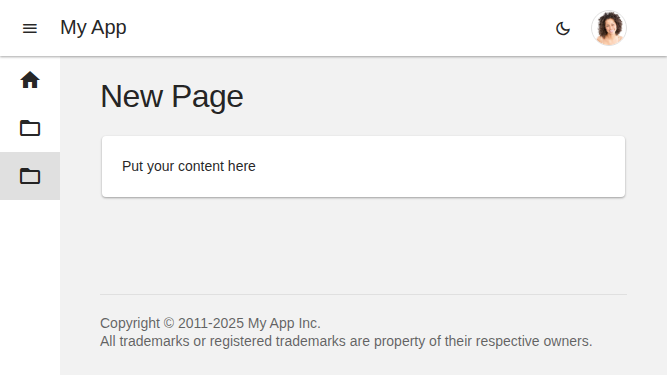 My App
New Page
Put your content here
Copyright © 2011-2025 My App Inc.
All trademarks or registered trademarks are property of their respective owners.